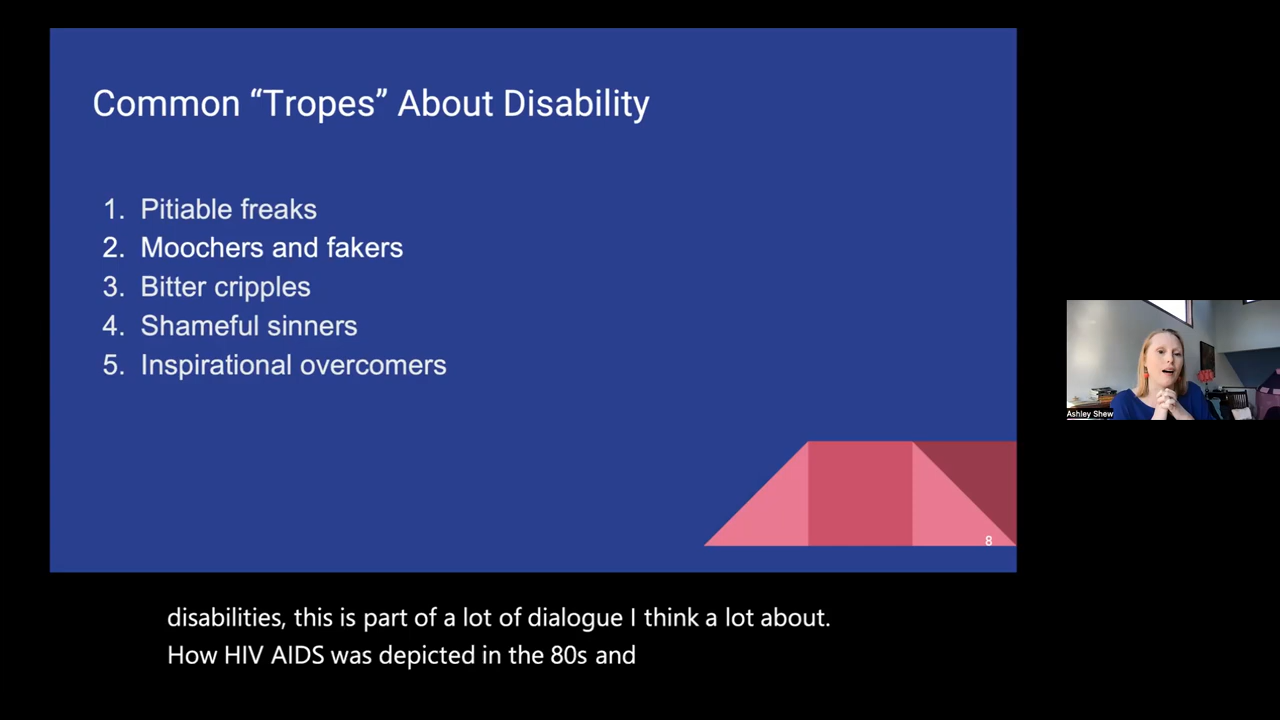 Common “Tropes” About Disability
1. Pitiable freaks
2. Moochers and fakers
3. Bitter cripples
4. Shameful sinners
5. Inspirational overcomers
8
Ashley Shew
disabilities, this is part of a lot of dialogue I think a lot about.
How HIV AIDS was depicted in the 80s and